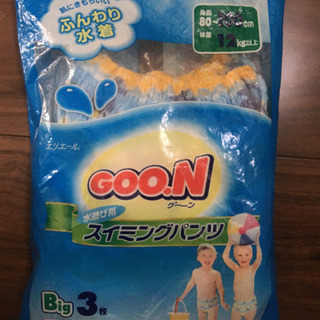 肌にきもちいい
ふんわり
水着
身長
80~100cm
体重
12kg以上
エリエール
GOO.N
グ〜ン
水遊び用
スイミングパンツ
Big 3枚